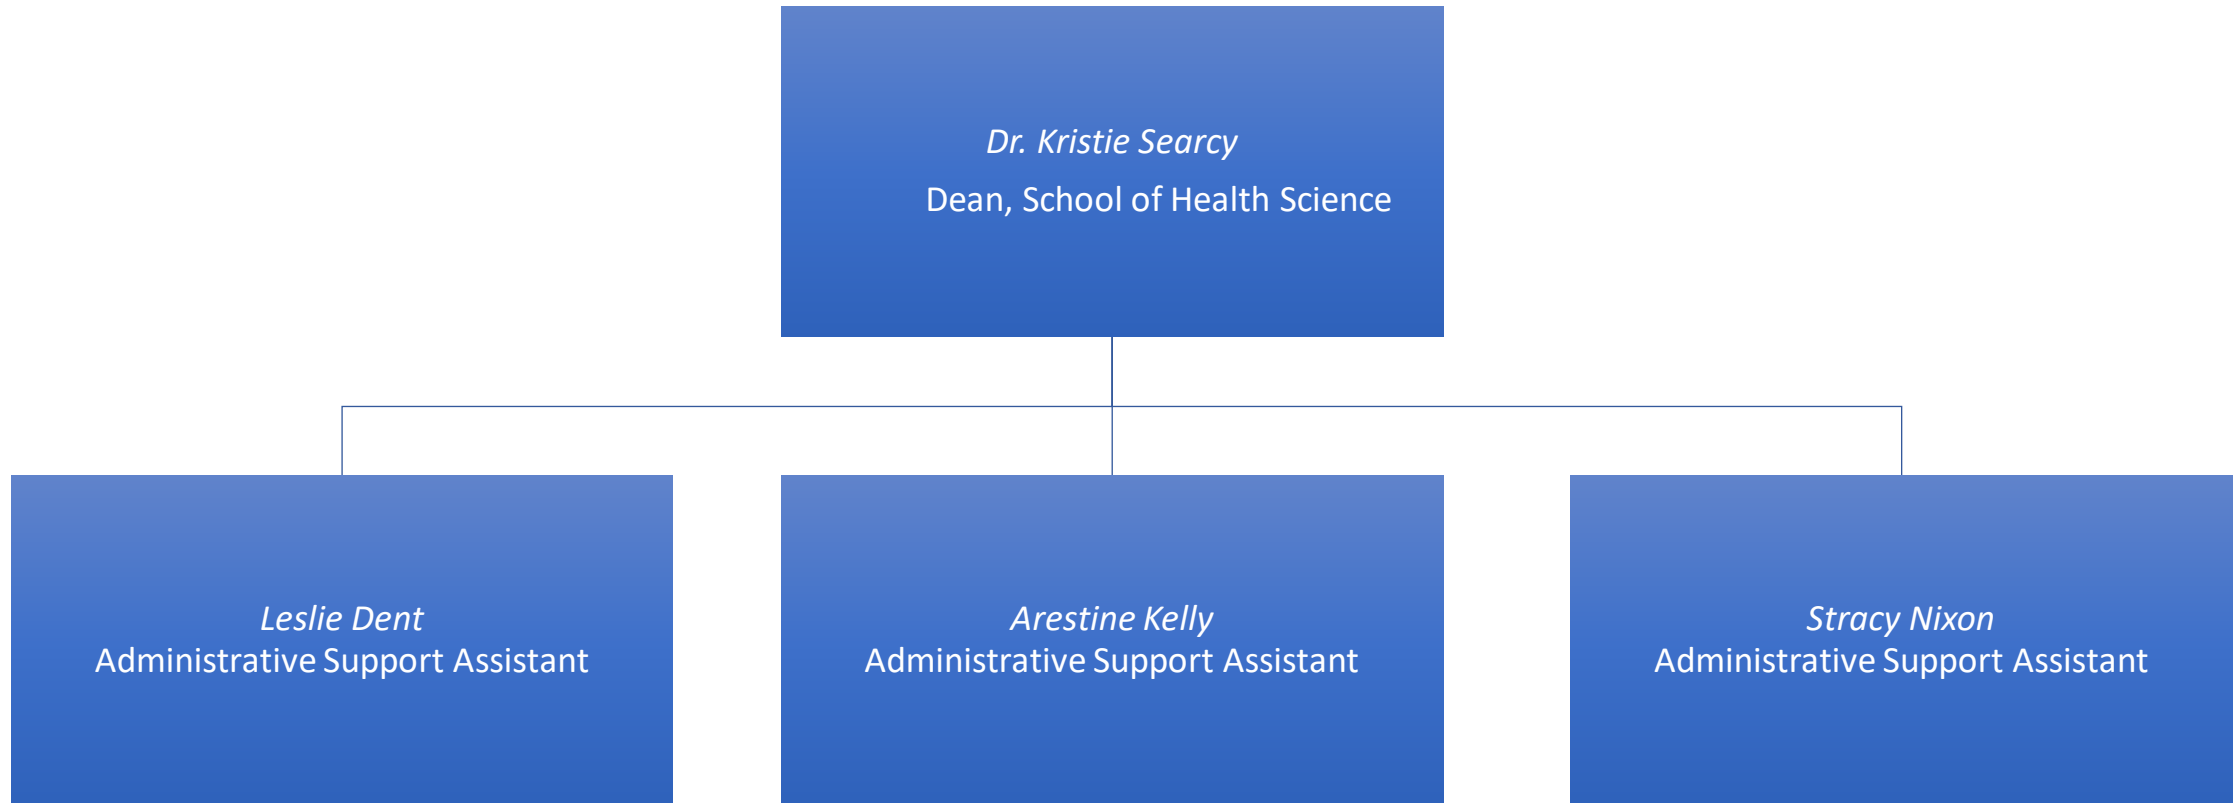 Dr. Kristie Searcy
Dean, School of Health Science
Leslie Dent
Administrative Support Assistant
Arestine Kelly
Administrative Support Assistant
Stracy Nixon
Administrative Support Assistant